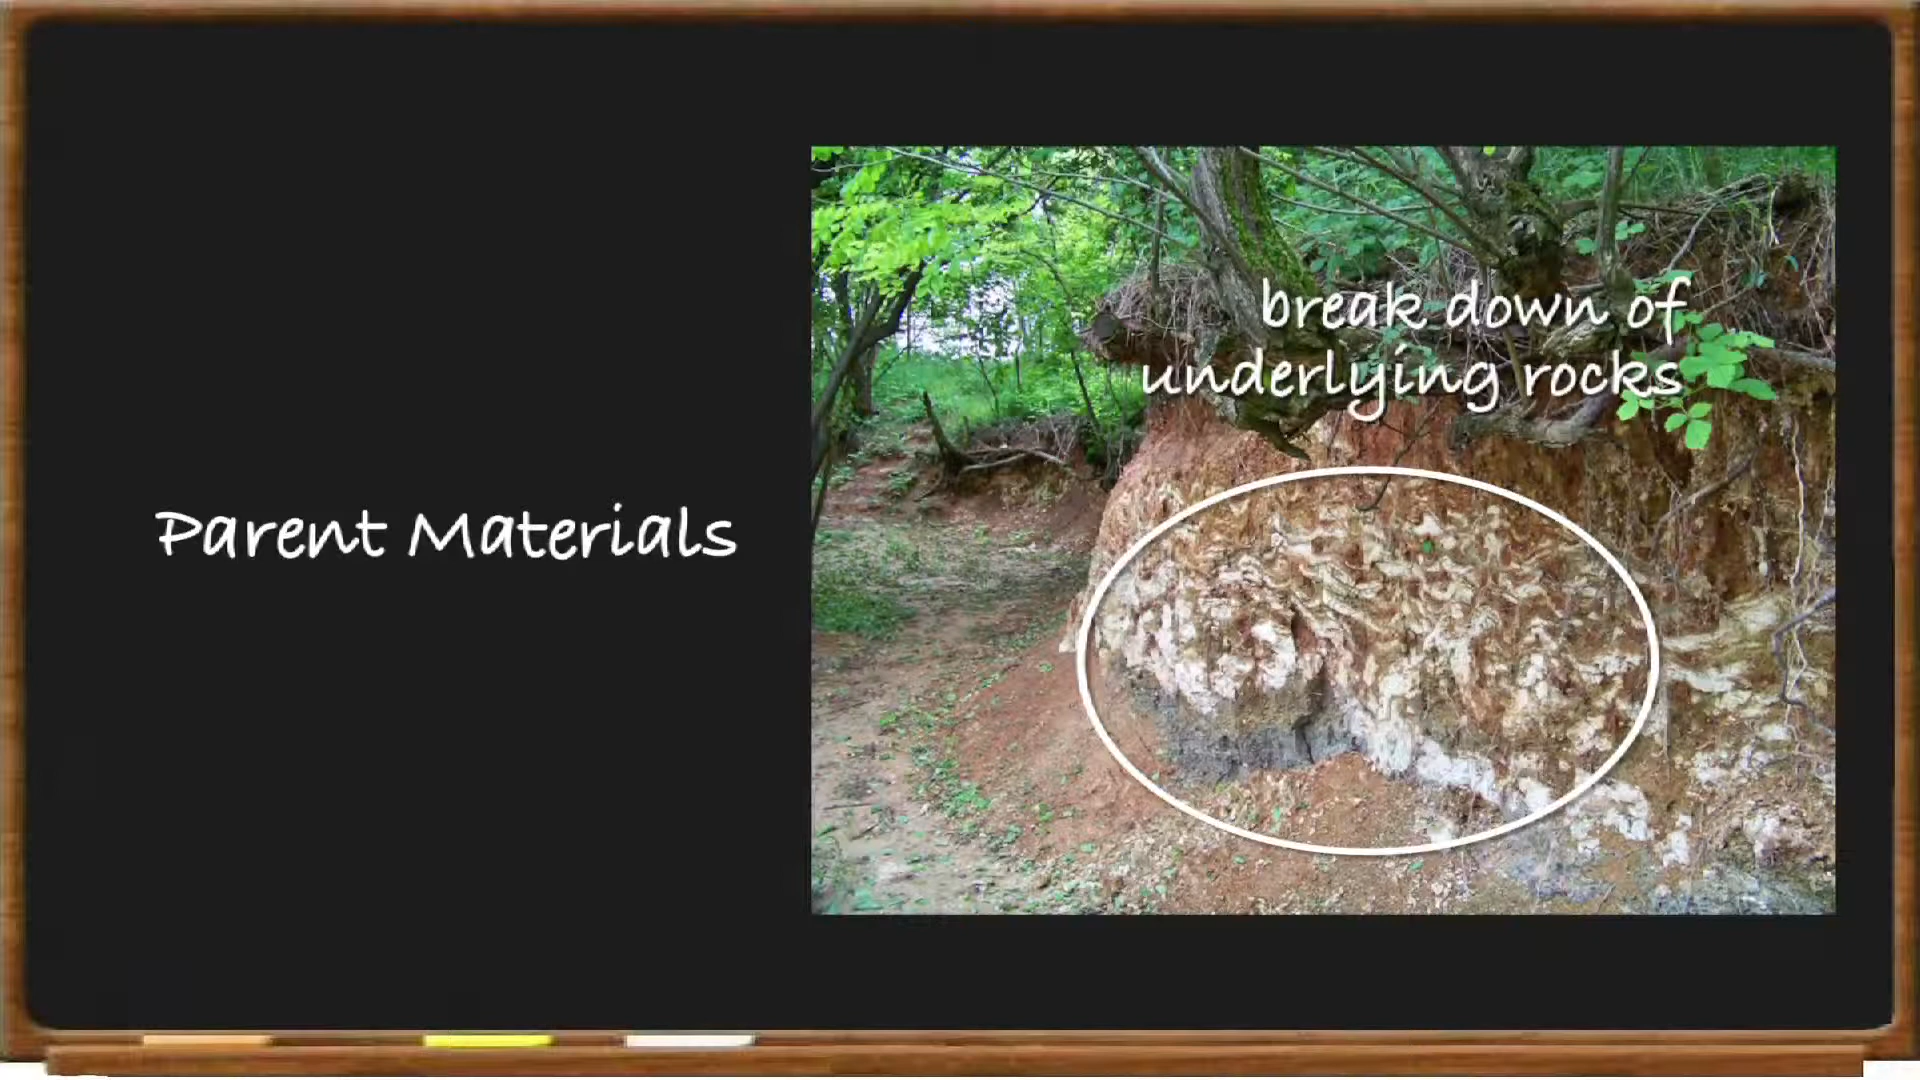 Parent Materials
break down of
underlying rocks